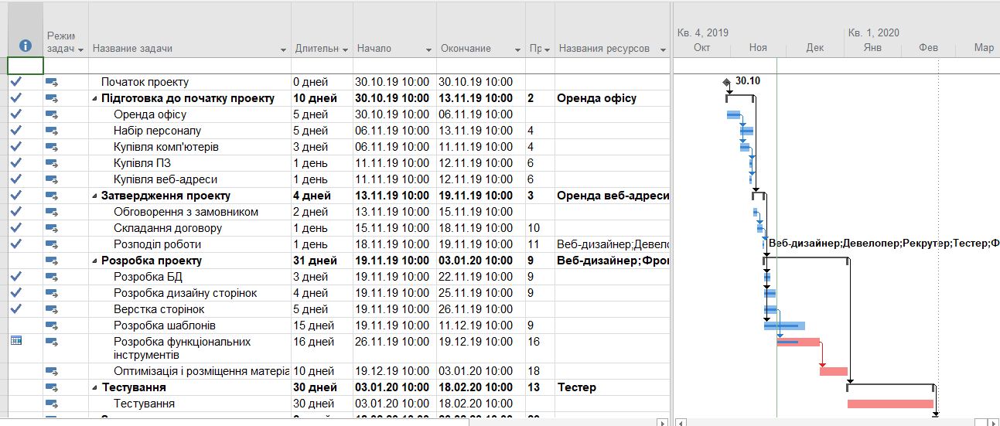 Кв. 4, 2019 Кв. 1, 2020
Режим задач Название задачи Длительн Начало Окончание Пр Названия ресурсов Окт Ноя Дек Янв Фев Мар
Початок проекту 0 дней 30.10.19 10:00 30.10.19 10:00 30.10
Підготовка до початку проекту 10 дней 30.10.19 10:00 13.11.19 10:00 2 Оренда офісу
Оренда офісу 5 дней 30.10.19 10:00 06.11.19 10:00
Набір персоналу 5 дней 06.11.19 10:00 13.11.19 10:00 4
Купівля комп'ютерів 3 дней 06.11.19 10:00 11.11.19 10:00 4
Купівля ПЗ 1 день 11.11.19 10:00 12.11.19 10:00 6
Купівля веб-адреси 1 день 11.11.19 10:00 12.11.19 10:00 6
Затвердження проекту 4 дней 13.11.19 10:00 19.11.19 10:00 3 Оренда веб-адреси
Обговорення з замовником 2 дней 13.11.19 10:00 15.11.19 10:00
Складання договору 1 день 15.11.19 10:00 18.11.19 10:00 10
Розподіл роботи 1 день 18.11.19 10:00 19.11.19 10:00 11 Веб-дизайнер;Девело Веб-дизайнер;Девелопер;Рекрутер;Тестер;Ф
Розробка проекту 31 дней 19.11.19 10:00 03.01.20 10:00 9 Веб-дизайнер;Фро
Розробка БД 3 дней 19.11.19 10:00 22.11.19 10:00 9
Розробка дизайну сторінок 4 дней 19.11.19 10:00 25.11.19 10:00 9
Верстка сторінок 5 дней 19.11.19 10:00 26.11.19 10:00
Розробка шаблонів 15 дней 19.11.19 10:00 11.12.19 10:00 9
Розробка функціональних 16 дней 26.11.19 10:00 19.12.19 10:00 16
інструментів
Оптимізація і розміщення матеріа 10 дней 19.12.19 10:00 03.01.20 10:00 18
Тестування 30 дней 03.01.20 10:00 18.02.20 10:00 13 Тестер
Тестування 30 дней 03.01.20 10:00 18.02.20 10:00